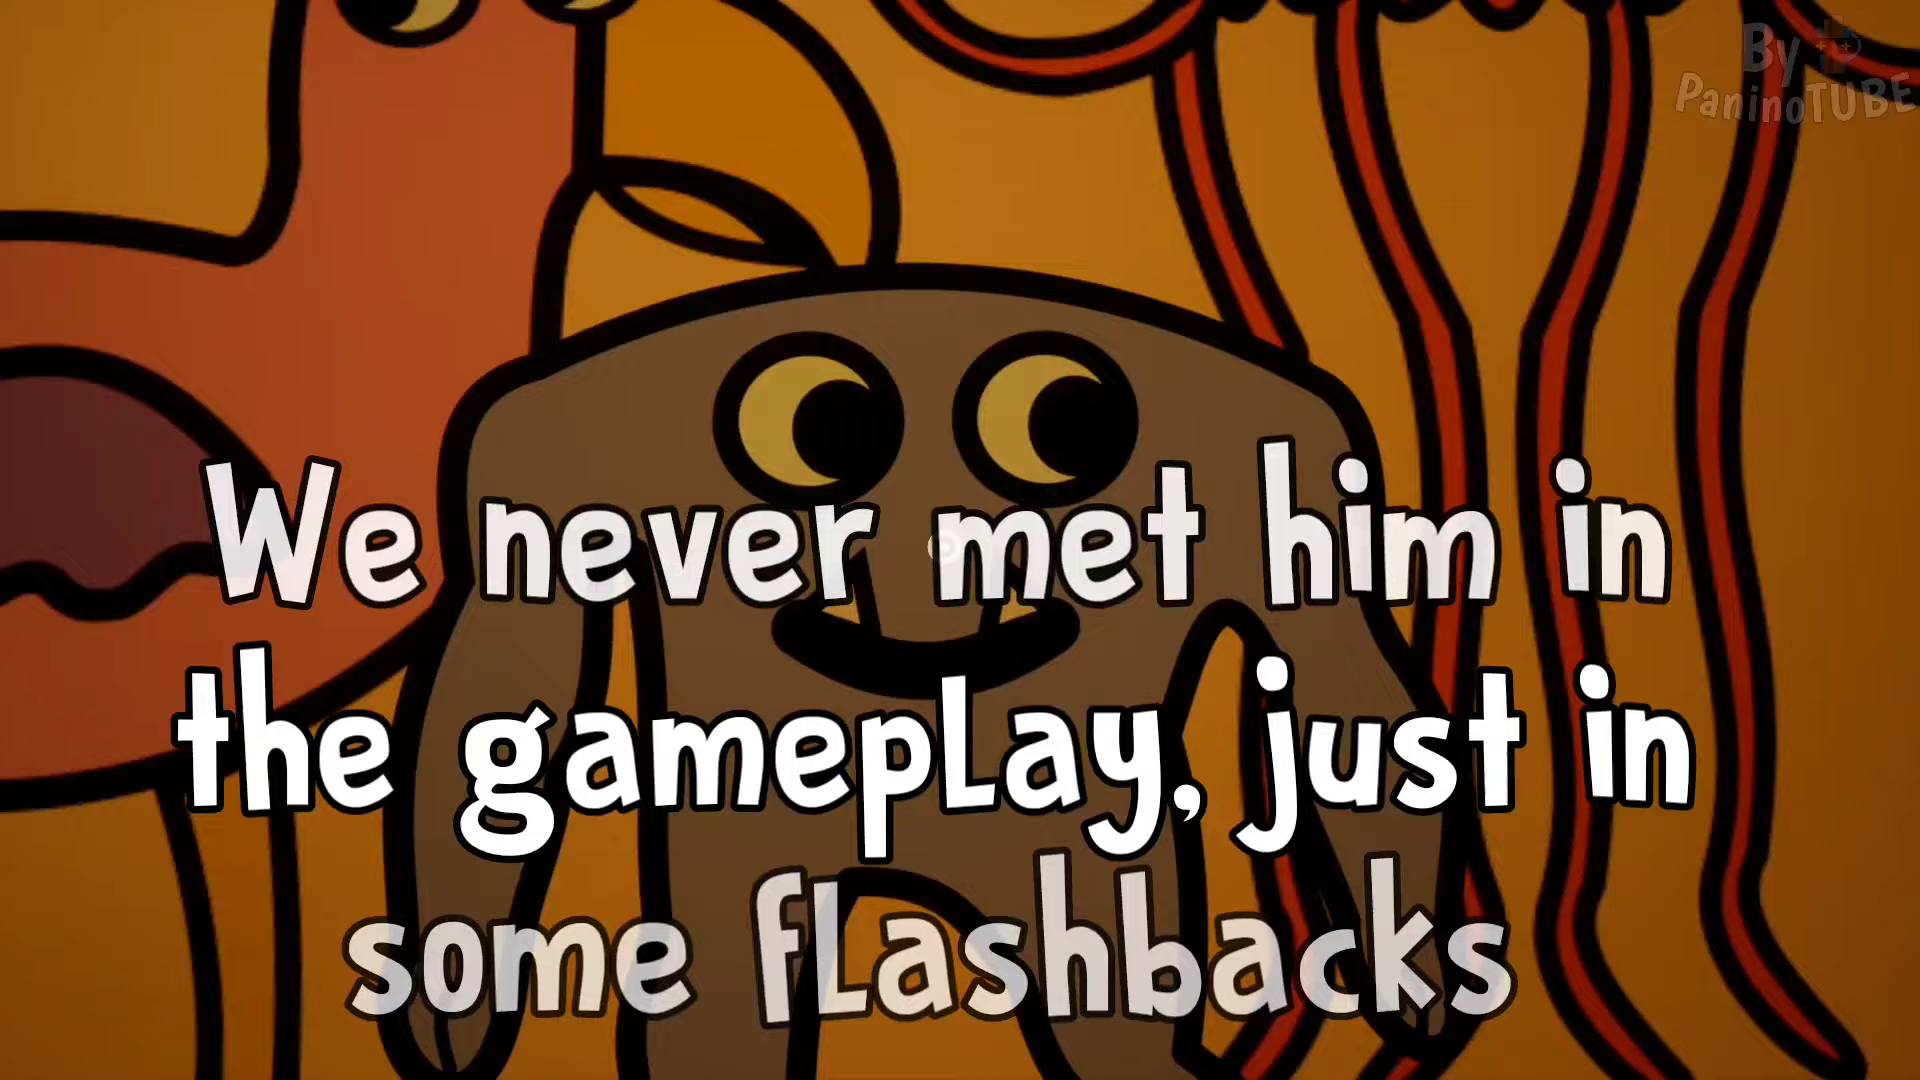 By
PaninoTUBE
We never met him in
the gameplay, just in
some flashbacks